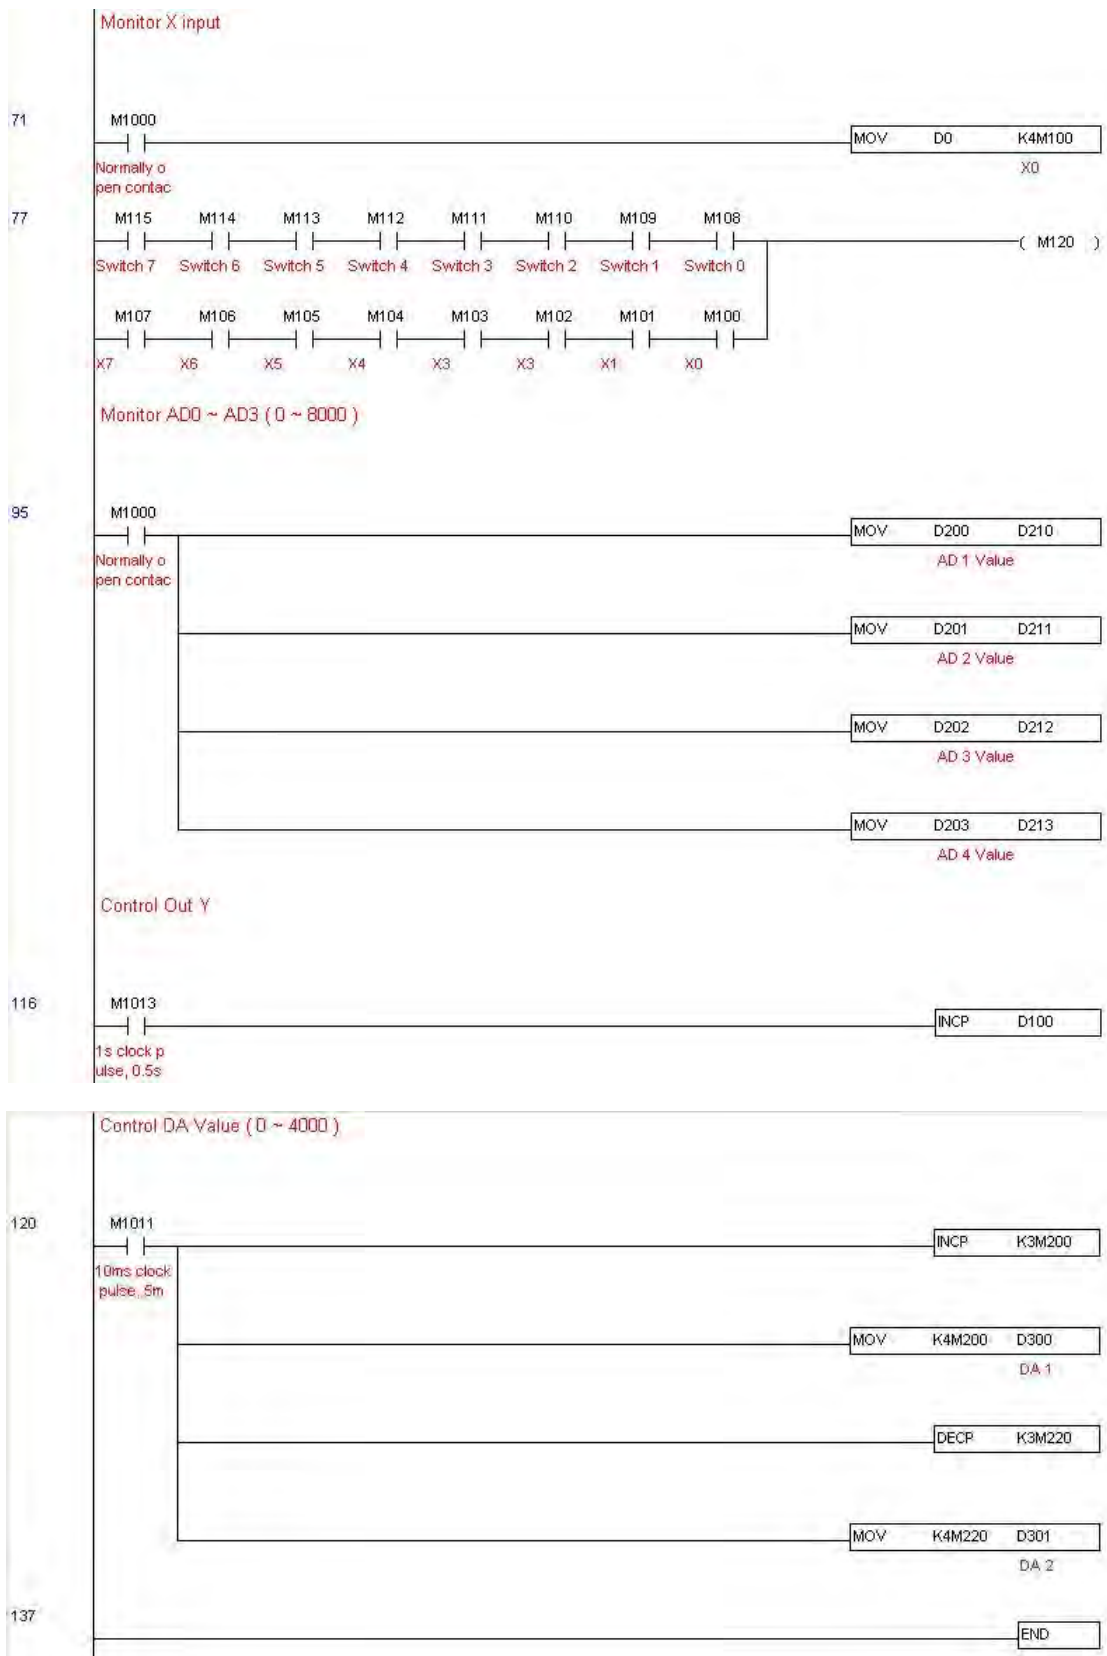 Monitor X input
71 M1000
MOV D0 K4M100
Normally o X0
pen contac
77 M115 M114 M113 M112 M111 M110 M109 M108
( M120 )
Switch 7 Switch 6 Switch 5 Switch 4 Switch 3 Switch 2 Switch 1 Switch 0
M107 M106 M105 M104 M103 M102 M101 M100
X7 X6 X5 X4 X3 X3 X1 X0
Monitor AD0 ~ AD3 ( 0 ~ 8000 )
95 M1000
MOV D200 D210
Normally o AD 1 Value
pen contac
MOV D201 D211
AD 2 Value
MOV D202 D212
AD 3 Value
MOV D203 D213
AD 4 Value
Control Out Y
116 M1013
INCP D100
1s clock p
ulse, 0.5s
Control DA Value ( 0 ~ 4000 )
120 M1011
INCP K3M200
10ms clock
pulse, 5m
MOV K4M200 D300
DA 1
DECP K3M220
MOV K4M220 D301
DA 2
137
END